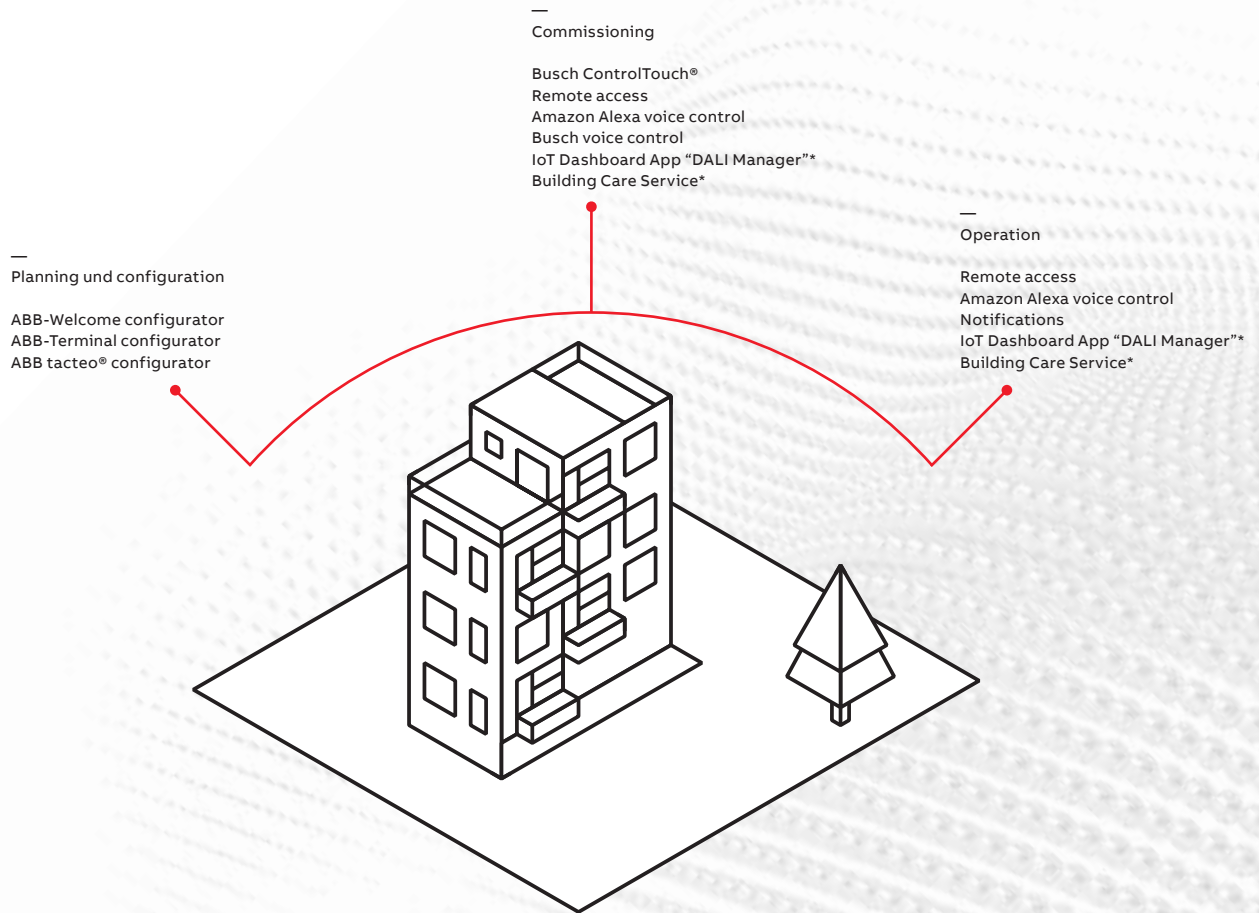 —
Commissioning
Busch ControlTouch®
Remote access
Amazon Alexa voice control
Busch voice control
IoT Dashboard App “DALI Manager”*
Building Care Service*
—
Operation
Remote access
Amazon Alexa voice control
Notifications
IoT Dashboard App “DALI Manager”*
Building Care Service*
—
Planning und configuration
ABB-Welcome configurator
ABB-Terminal configurator
ABB tacteo® configurator